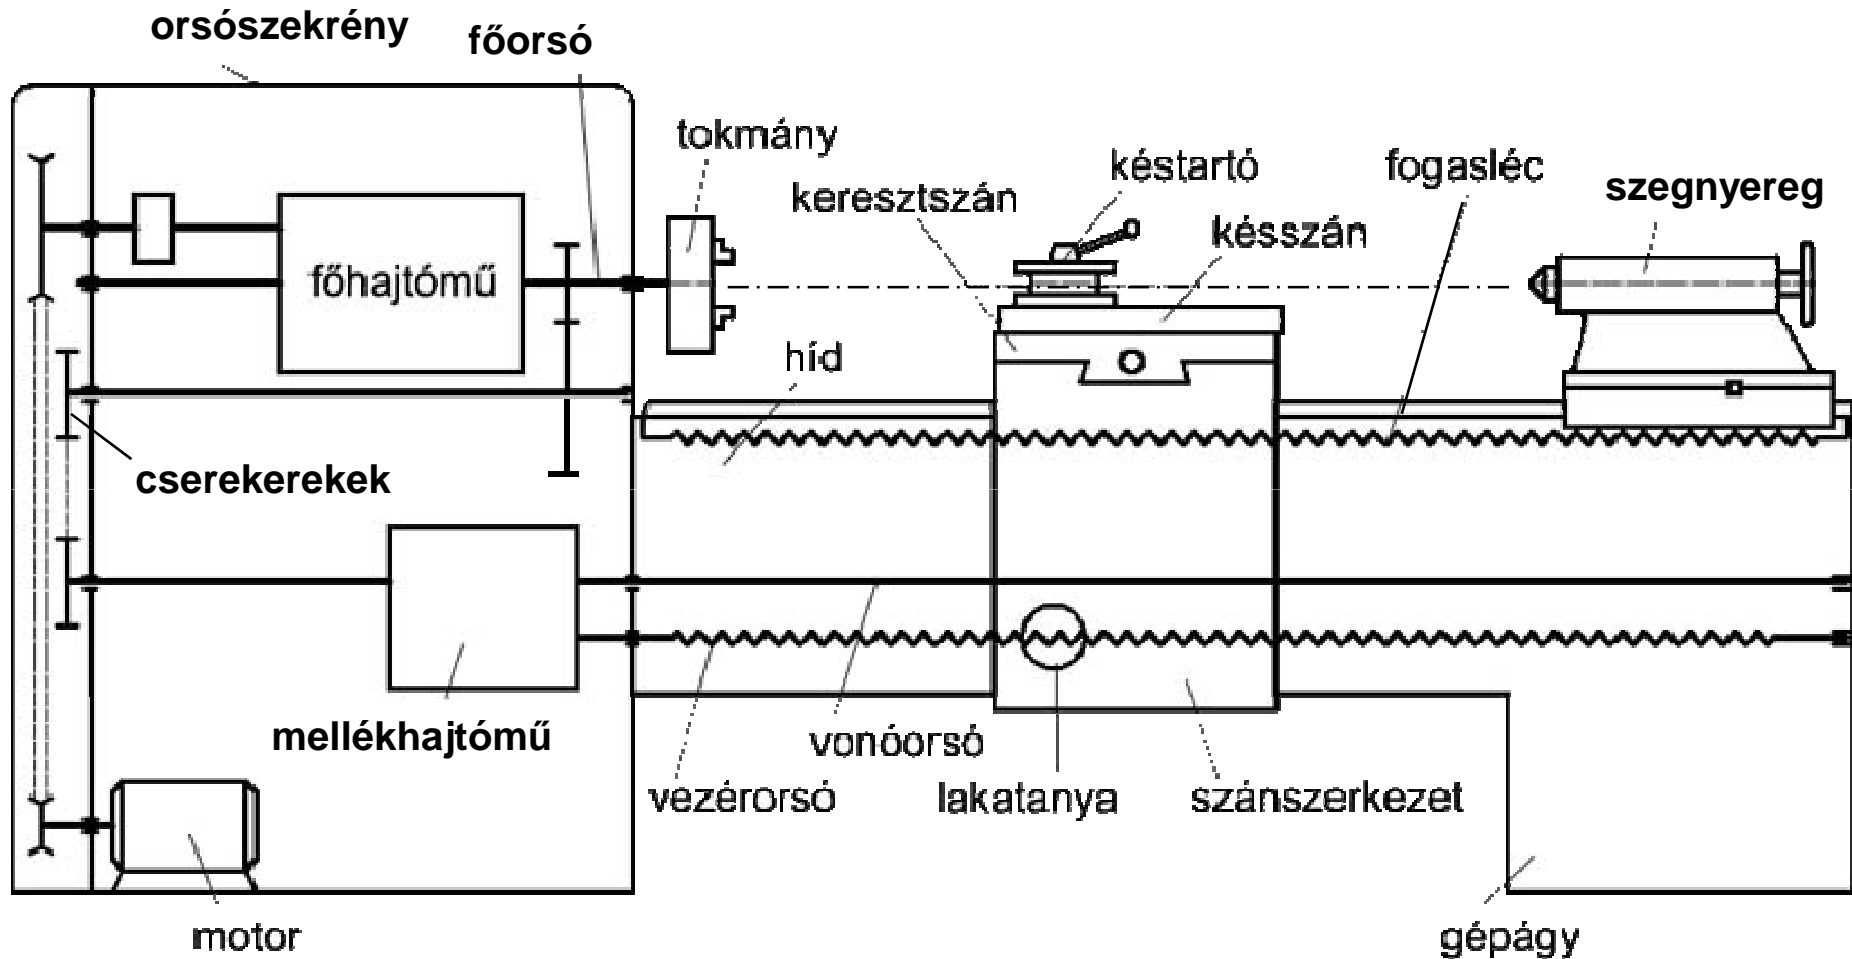 orsószekrény
főorsó
tokmány
késtartó
fogasléc
szegnyereg
keresztszán
késszán
főhajtómű
híd
cserekerekek
mellékhajtómű
vonóorsó
vezérorsó
lakatanya
szánszerkezet
motor
gépágy